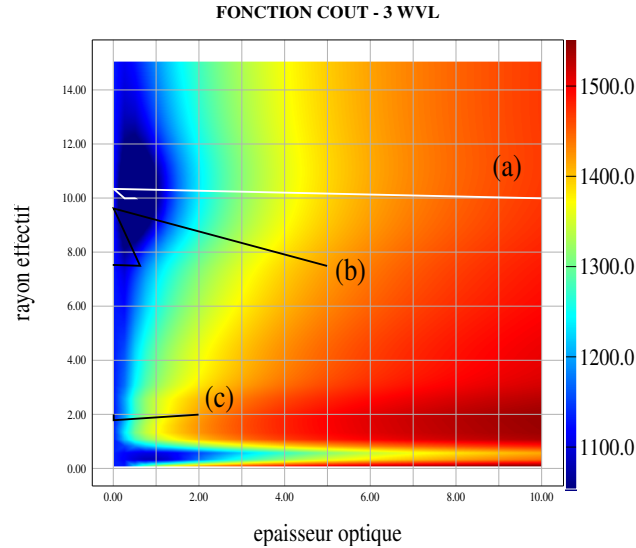 FONCTION COUT - 3 WVL
14.00
12.00
10.00
8.00
6.00
4.00
2.00
0.00
rayon effectif
(a)
(b)
(c)
0.00 2.00 4.00 6.00 8.00 10.00
epaisseur optique
1500.0
1400.0
1300.0
1200.0
1100.0